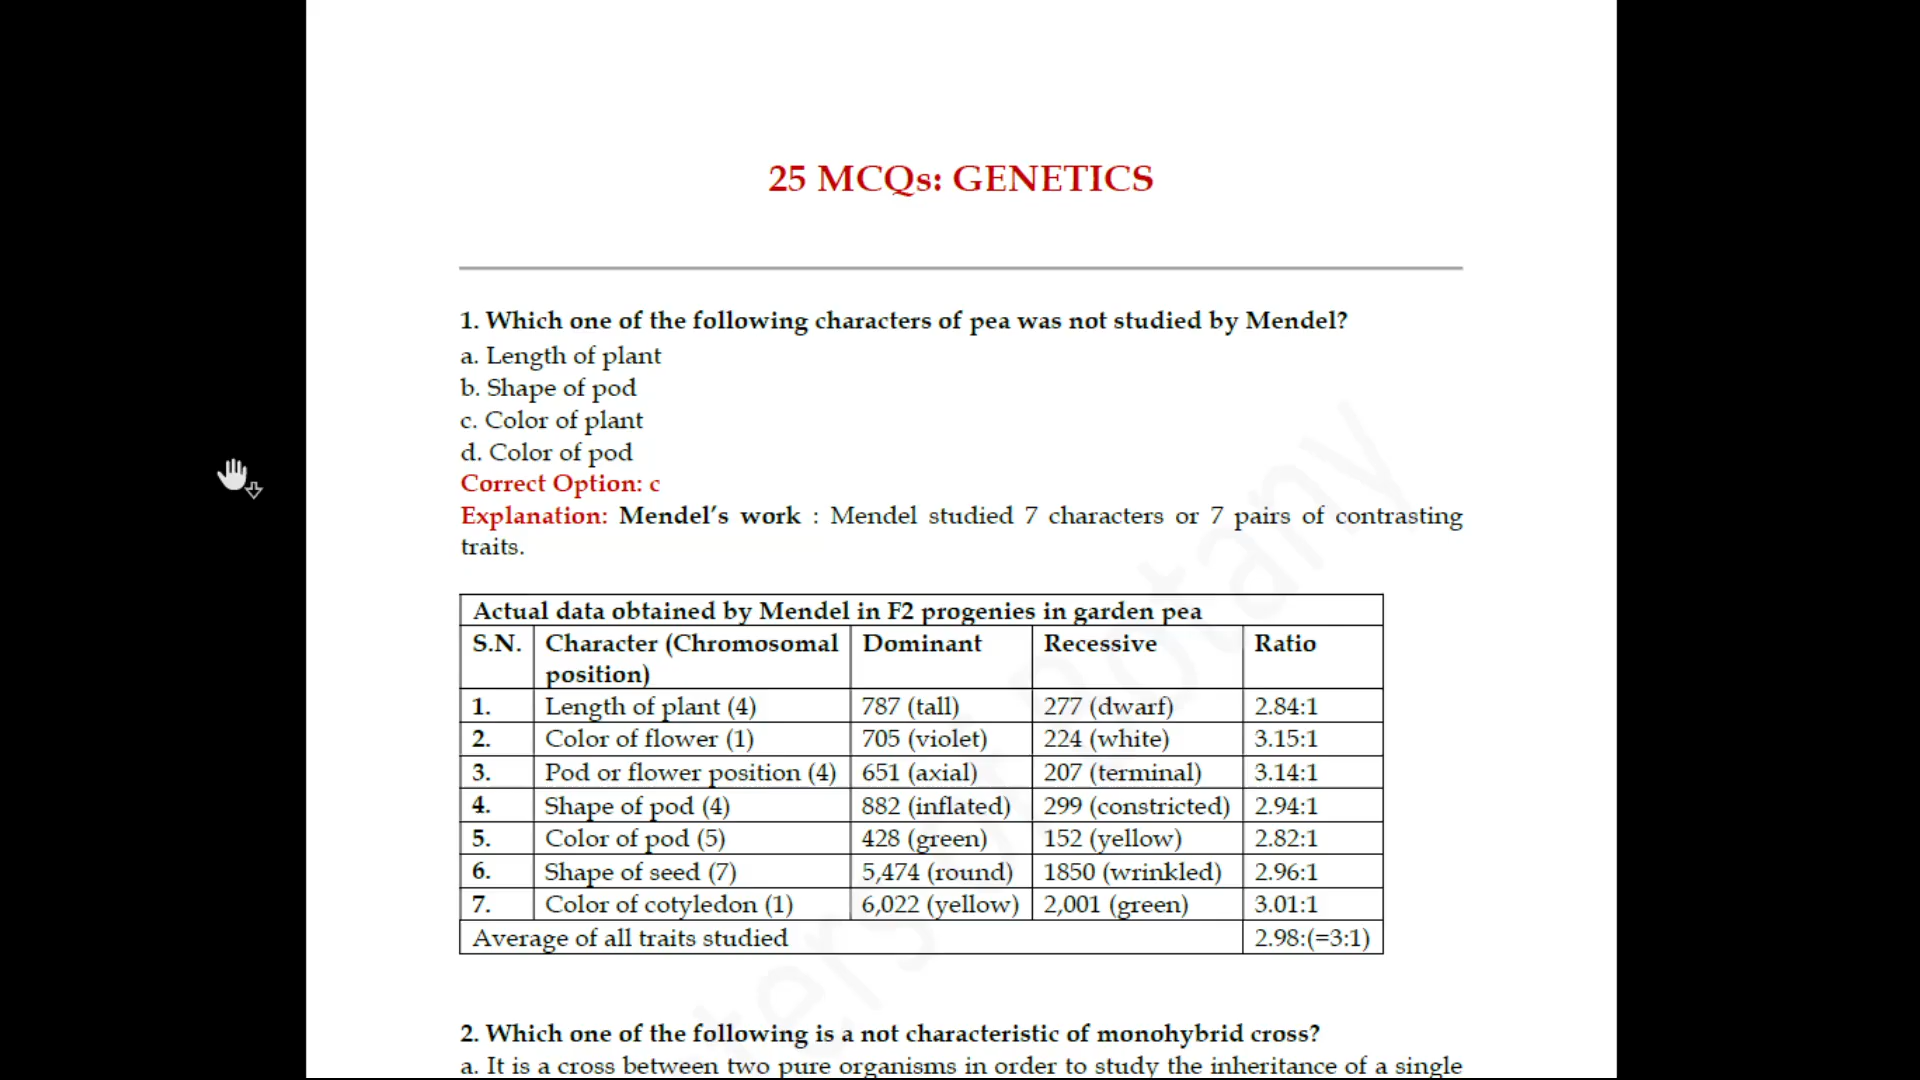 25 MCQs: GENETICS
1. Which one of the following characters of pea was not studied by Mendel?
a. Length of plant
b. Shape of pod
c. Color of plant
d. Color of pod
Correct Option: c
Explanation: Mendel's work : Mendel studied 7 characters or 7 pairs of contrasting
traits.
Actual data obtained by Mendel in F2 progenies in garden pea
S.N. Character (Chromosomal position) Dominant Recessive Ratio
1. Length of plant (4) 787 (tall) 277 (dwarf) 2.84:1
2. Color of flower (1) 705 (violet) 224 (white) 3.15:1
3. Pod or flower position (4) 651 (axial) 207 (terminal) 3.14:1
4. Shape of pod (4) 882 (inflated) 299 (constricted) 2.94:1
5. Color of pod (5) 428 (green) 152 (yellow) 2.82:1
6. Shape of seed (7) 5,474 (round) 1850 (wrinkled) 2.96:1
7. Color of cotyledon (1) 6,022 (yellow) 2,001 (green) 3.01:1
Average of all traits studied 2.98:(=3:1)
2. Which one of the following is a not characteristic of monohybrid cross?
a. It is a cross between two pure organisms in order to study the inheritance of a single